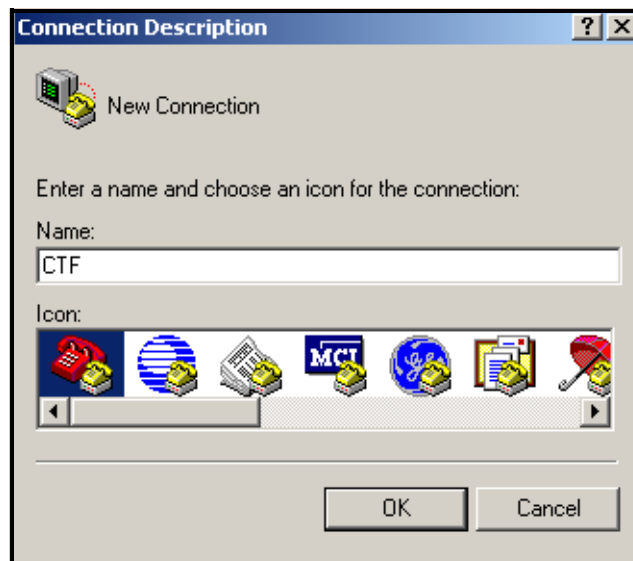 Connection Description
New Connection
Enter a name and choose an icon for the connection:
Name:
CTF
Icon:
MCI
OK
Cancel